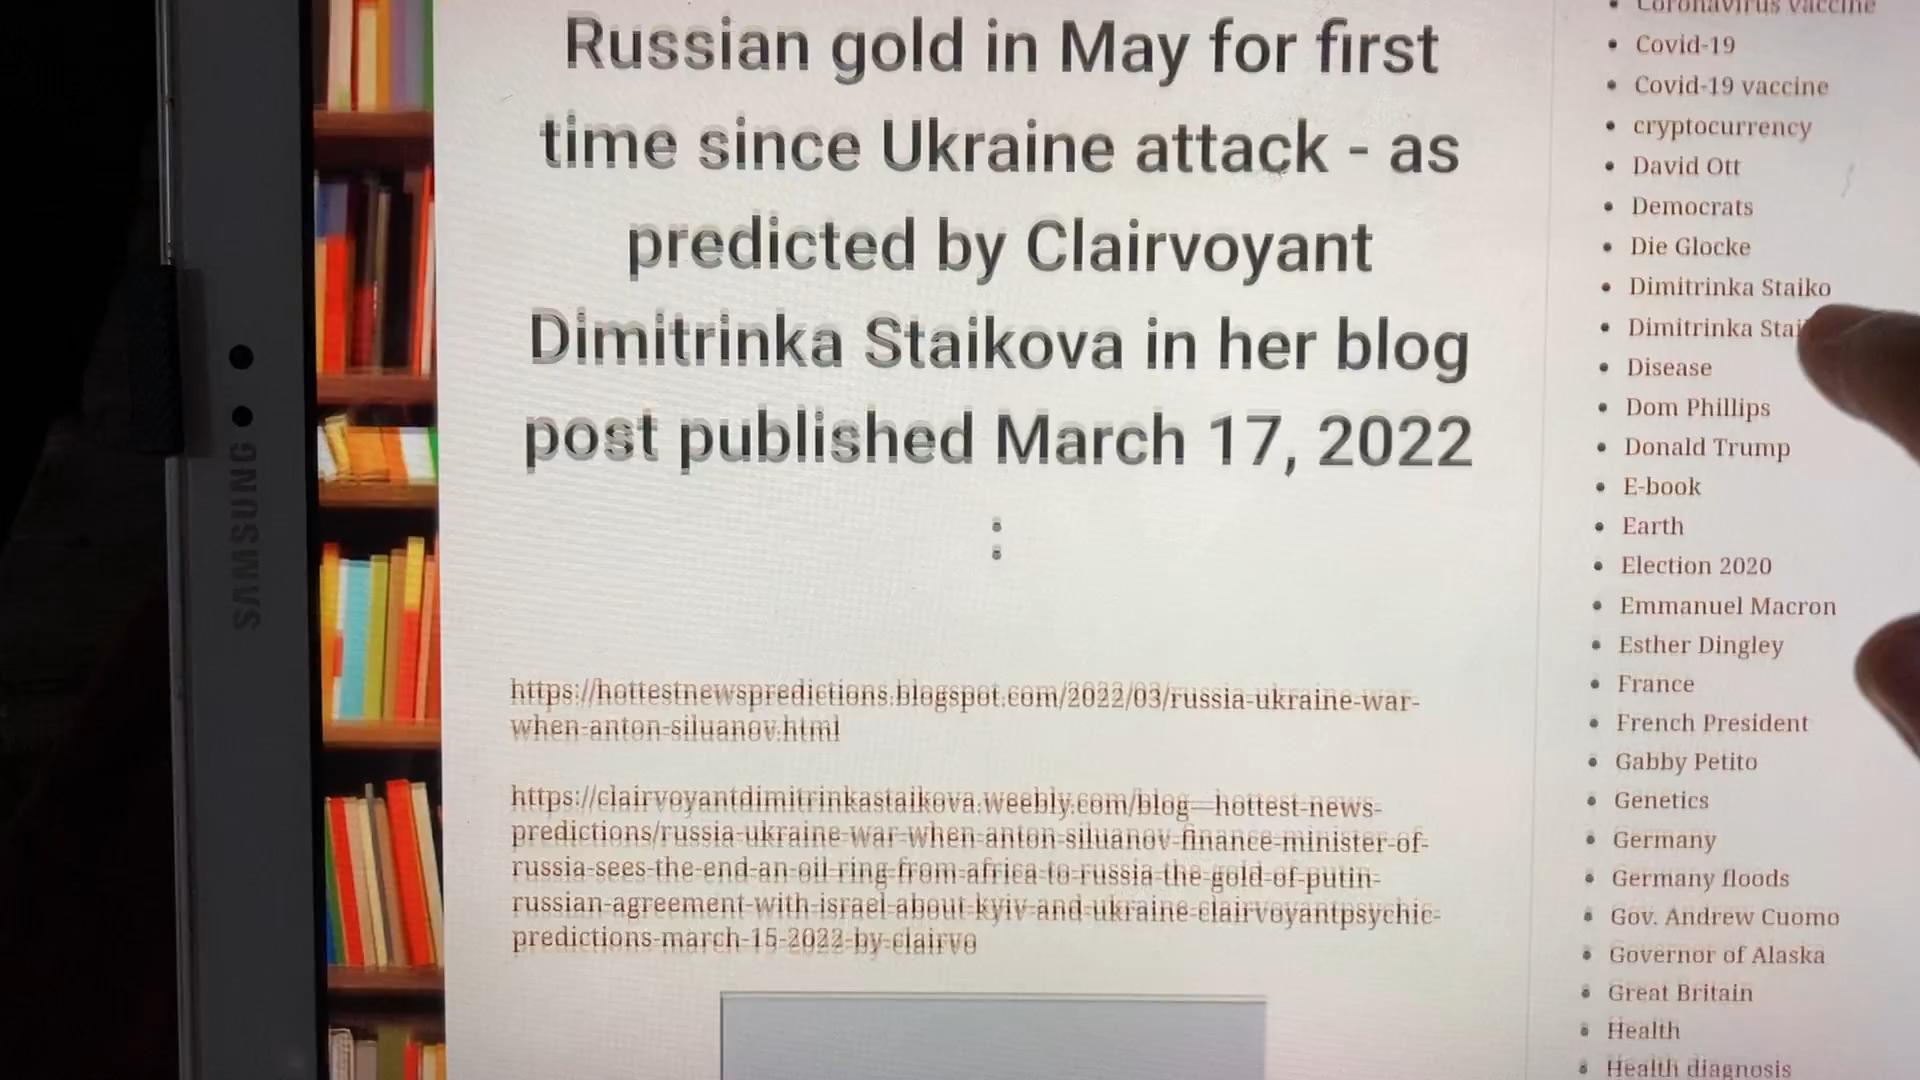 Russian gold in May for first
time since Ukraine attack - as
predicted by Clairvoyant
Dimitrinka Staikova in her blog
post published March 17, 2022
:
https://hottestnewspredictions.blogspot.com/2022/03/russia-ukraine-war-
when-anton-siluanov.html
https://clairvoyantdimitrinkastaikova.weebly.com/blog---hottest-news-
predictions/russia-ukraine-war-when-anton-siluanov-finance-minister-of-
russia-sees-the-end-an-oil-ring-from-africa-to-russia-the-gold-of-putin-
russian-agreement-with-israel-about-kyiv-and-ukraine-clairvoyantpsychic-
predictions-march-15-2022-by-clairvo
Coronavirus vaccine
Covid-19
Covid-19 vaccine
cryptocurrency
David Ott
Democrats
Die Glocke
Dimitrinka Staiko
Dimitrinka Stai
Disease
Dom Phillips
Donald Trump
E-book
Earth
Election 2020
Emmanuel Macron
Esther Dingley
France
French President
Gabby Petito
Genetics
Germany
Germany floods
Gov. Andrew Cuomo
Governor of Alaska
Great Britain
Health
Health diagnosis
SAMSUNG